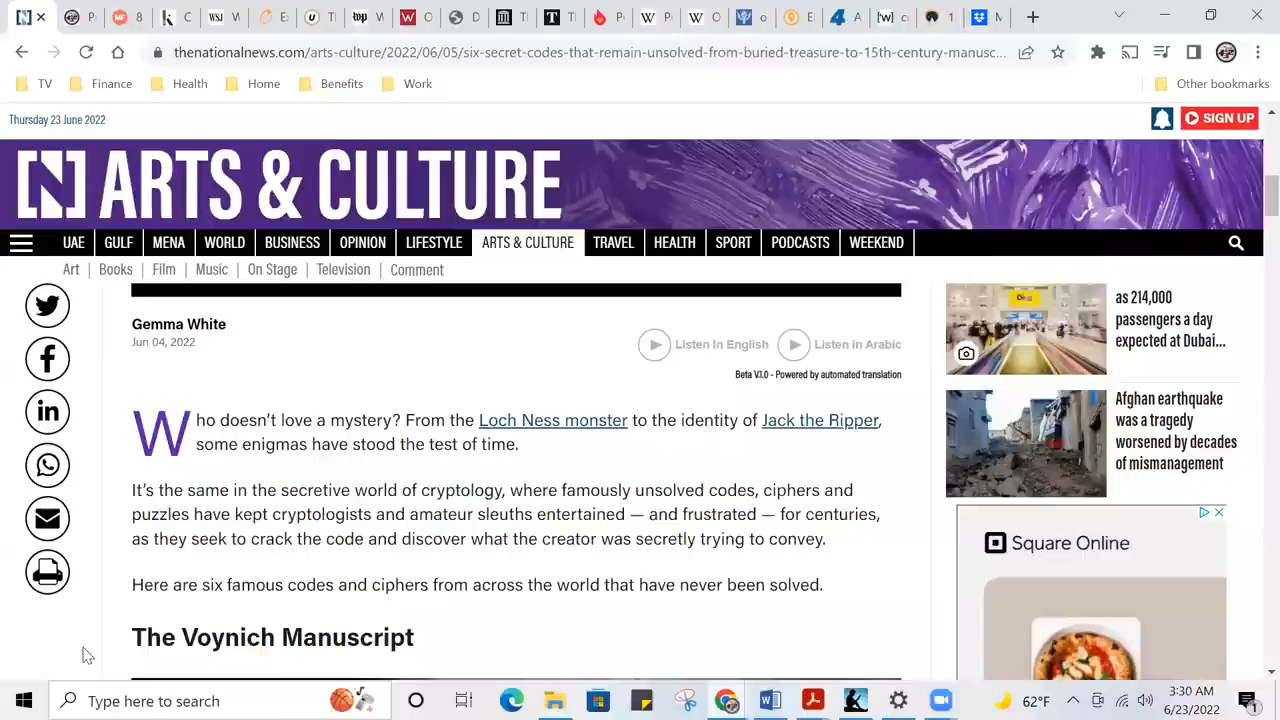 MF
C
WSJ
E
T
top
W
D
T
T
P
P
W
o
E
4 A
[w]
1
thenationalnews.com/arts-culture/2022/06/05/six-secret-codes-that-remain-unsolved-from-buried-treasure-to-15th-century-manusc...
TV Finance Health Home Benefits Work Other bookmarks
Thursday 23 June 2022
SIGN UP
[N] ARTS & CULTURE
UAE GULF MENA WORLD BUSINESS OPINION LIFESTYLE ARTS & CULTURE TRAVEL HEALTH SPORT PODCASTS WEEKEND
Art | Books | Film | Music | On Stage | Television | Comment
Gemma White
Jun 04, 2022
Listen In English Listen in Arabic
Beta V.1.0 - Powered by automated translation
Who doesn't love a mystery? From the Loch Ness monster to the identity of Jack the Ripper,
some enigmas have stood the test of time.
It's the same in the secretive world of cryptology, where famously unsolved codes, ciphers and
puzzles have kept cryptologists and amateur sleuths entertained — and frustrated — for centuries,
as they seek to crack the code and discover what the creator was secretly trying to convey.
Here are six famous codes and ciphers from across the world that have never been solved.
The Voynich Manuscript
as 214,000
passengers a day
expected at Dubai...
Afghan earthquake
was a tragedy
worsened by decades
of mismanagement
Square Online
Type here to search
62°F
3:30 AM
6/23/2022
1